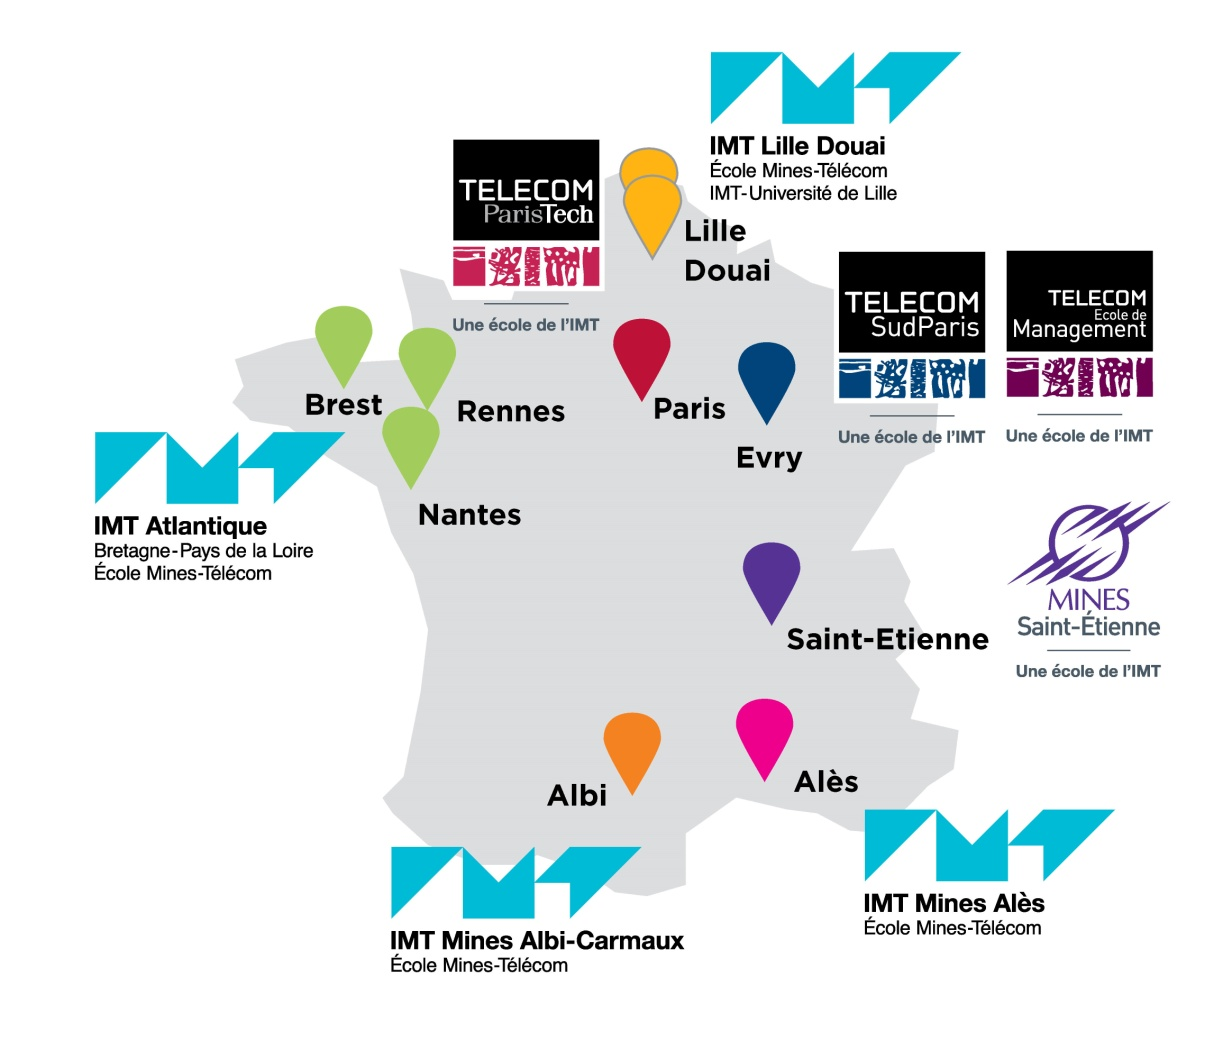 IMT Lille Douai
École Mines-Télécom
IMT-Université de Lille
TELECOM
ParisTech
Une école de l'IMT
Lille
Douai
TELECOM
SudParis
Une école de l'IMT
TELECOM
Ecole de
Management
Une école de l'IMT
Brest
Rennes
Paris
Evry
Nantes
IMT Atlantique
Bretagne-Pays de la Loire
École Mines-Télécom
MINES
Saint-Étienne
Une école de l'IMT
Saint-Etienne
Albi
Alès
IMT Mines Alès
École Mines-Télécom
IMT Mines Albi-Carmaux
École Mines-Télécom